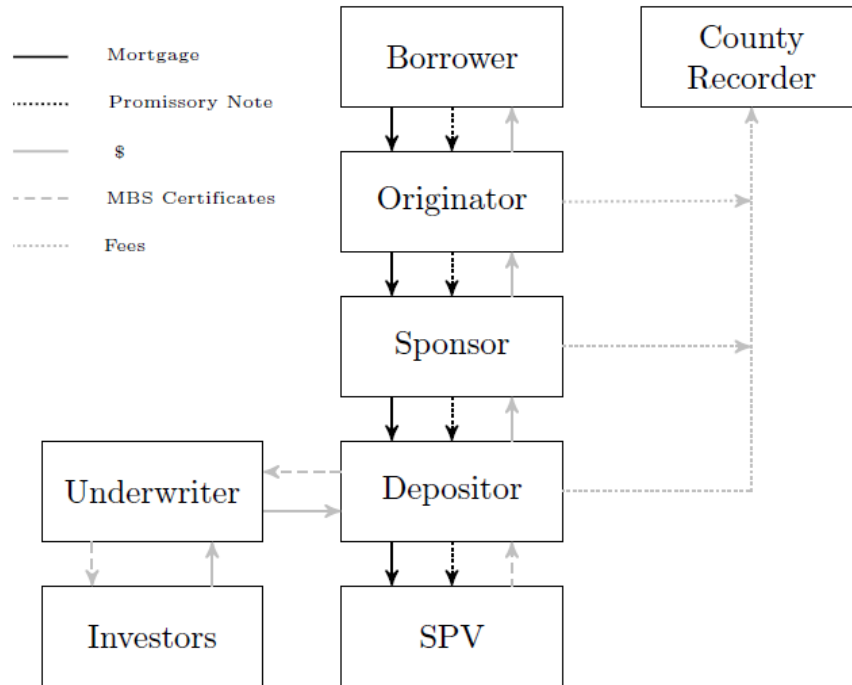 Mortgage
Promissory Note
$
MBS Certificates
Fees
Borrower
County
Recorder
Originator
Sponsor
Underwriter
Depositor
Investors
SPV